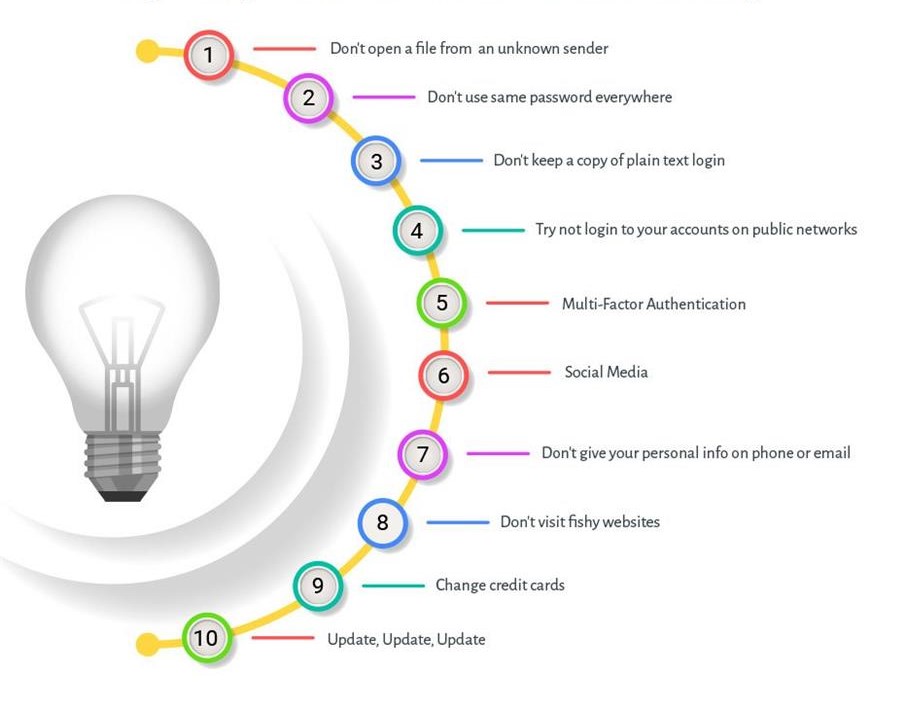 1 Don't open a file from an unknown sender
2 Don't use same password everywhere
3 Don't keep a copy of plain text login
4 Try not login to your accounts on public networks
5 Multi-Factor Authentication
6 Social Media
7 Don't give your personal info on phone or email
8 Don't visit fishy websites
9 Change credit cards
10 Update, Update, Update